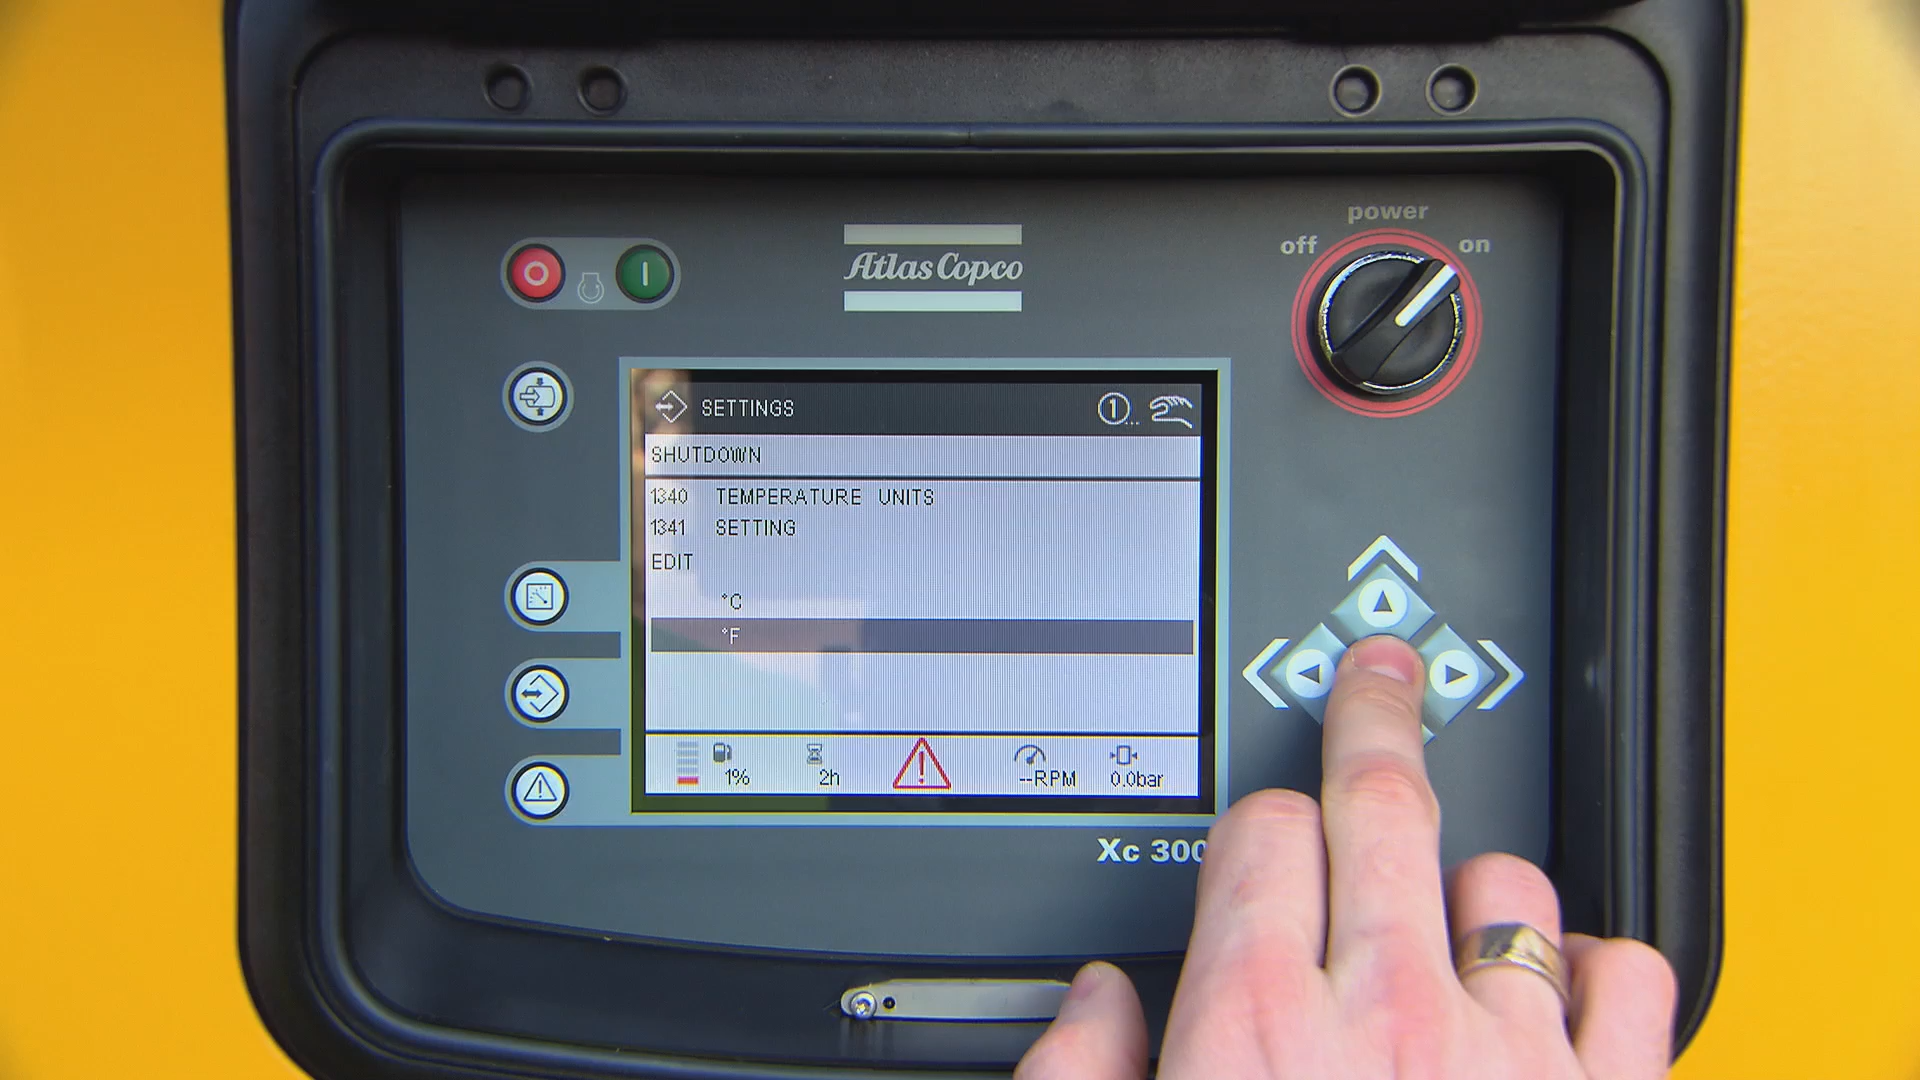 power
off
on
Atlas Copco
SETTINGS
1...
SHUTDOWN
1340 TEMPERATURE UNITS
1341 SETTING
EDIT
°C
°F
1% 2h --RPM 0.0bar
Xc 300